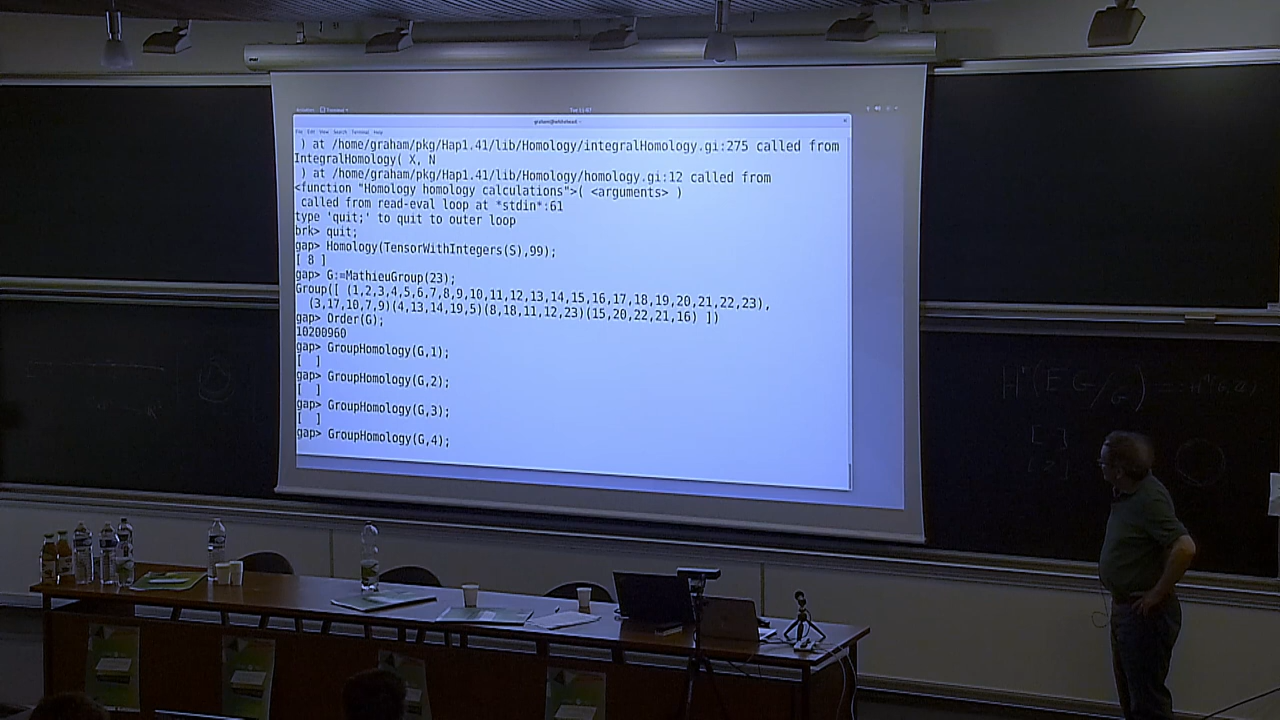 File Edit View Search Terminal Help
) at /home/graham/pkg/Hap1.41/lib/Homology/integralHomology.gi:275 called from
IntegralHomology( X, N
) at /home/graham/pkg/Hap1.41/lib/Homology/homology.gi:12 called from
<function "Homology homology calculations">( <arguments> )
called from read-eval loop at *stdin*:61
type 'quit;' to quit to outer loop
brk> quit;
gap> Homology(TensorWithIntegers(S),99);
[ 8 ]
gap> G:=MathieuGroup(23);
Group([ (1,2,3,4,5,6,7,8,9,10,11,12,13,14,15,16,17,18,19,20,21,22,23),
(3,17,10,7,9)(4,13,14,19,5)(8,18,11,12,23)(15,20,22,21,16) ])
gap> Order(G);
10200960
gap> GroupHomology(G,1);
[  ]
gap> GroupHomology(G,2);
[  ]
gap> GroupHomology(G,3);
[  ]
gap> GroupHomology(G,4);